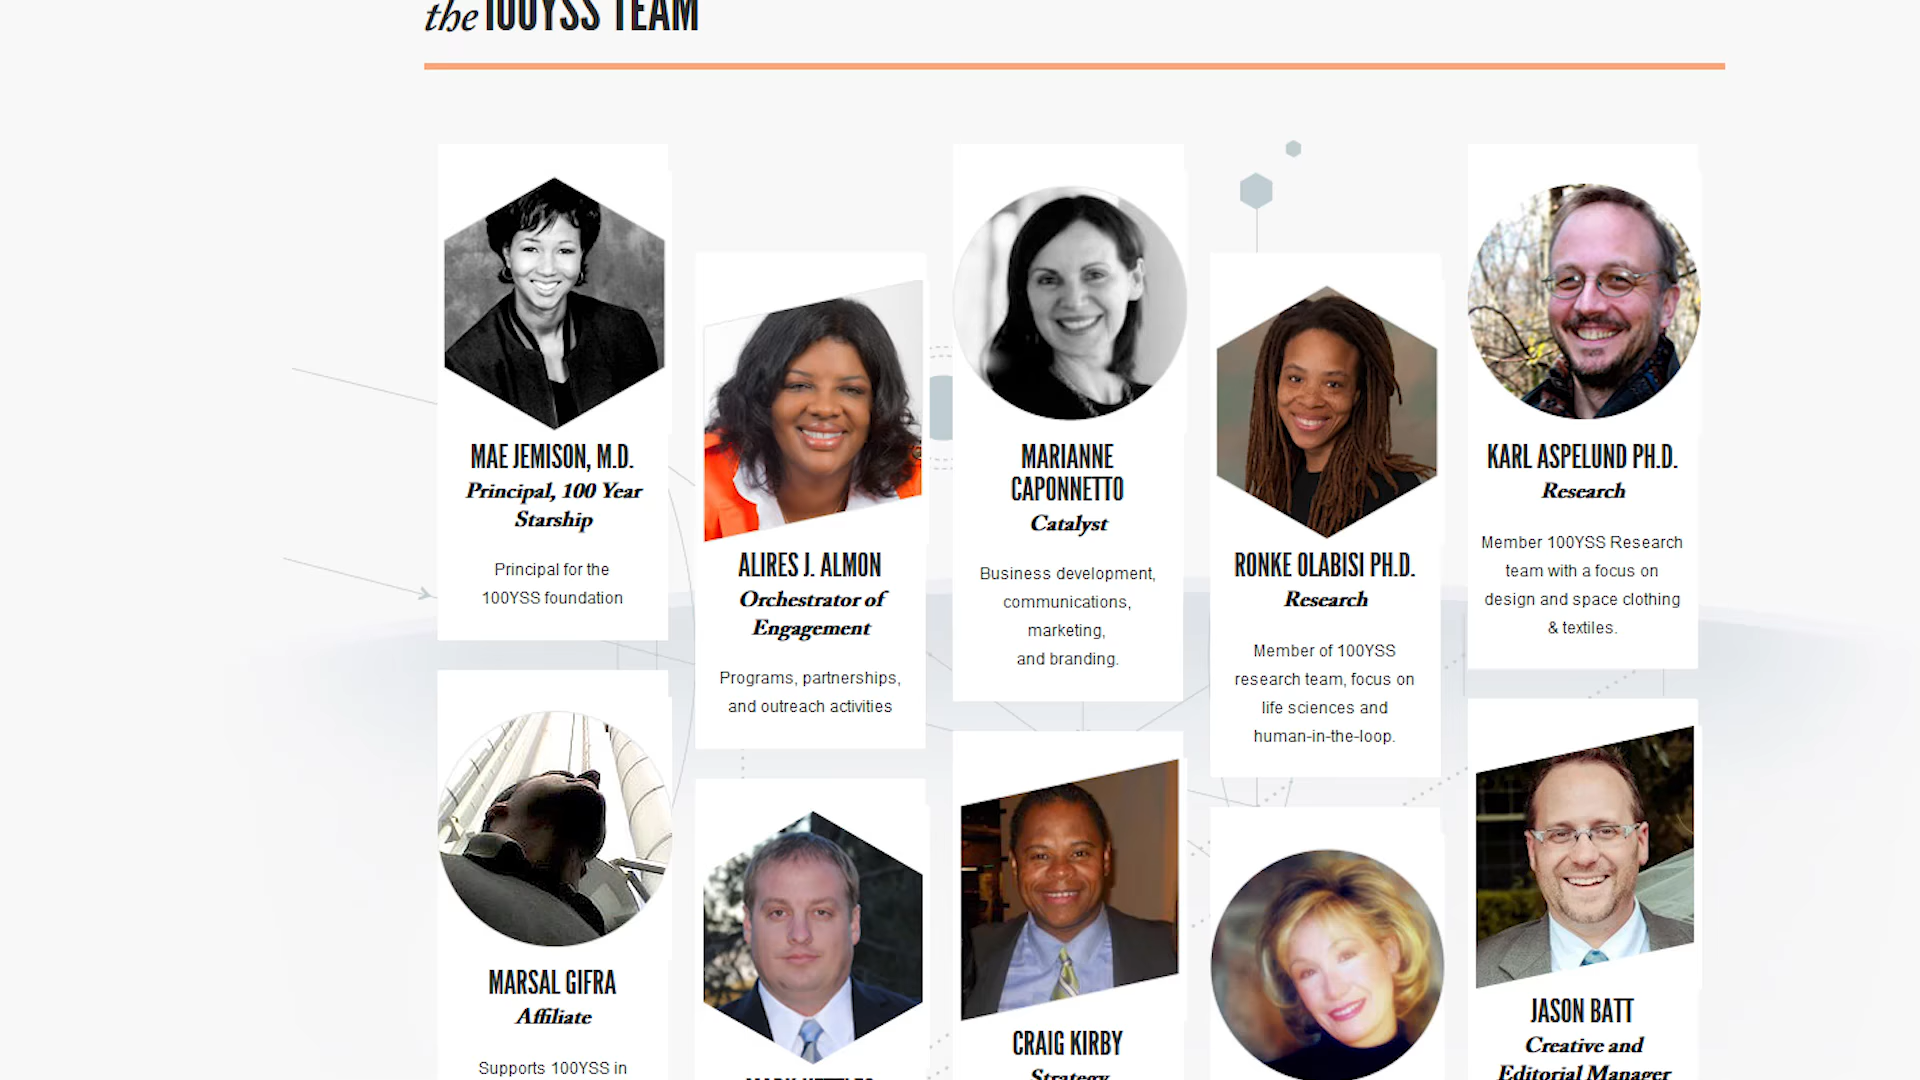 the 100YSS TEAM
MAE JEMISON, M.D.
Principal, 100 Year
Starship
Principal for the
100YSS foundation
ALIRES J. ALMON
Orchestrator of
Engagement
Programs, partnerships,
and outreach activities
MARIANNE
CAPONNETTO
Catalyst
Business development,
communications,
marketing,
and branding.
RONKE OLABISI PH.D.
Research
Member of 100YSS
research team, focus on
life sciences and
human-in-the-loop.
KARL ASPELUND PH.D.
Research
Member 100YSS Research
team with a focus on
design and space clothing
& textiles.
MARSAL GIFRA
Affiliate
Supports 100YSS in
CRAIG KIRBY
Strategy
JASON BATT
Creative and
Editorial Manager